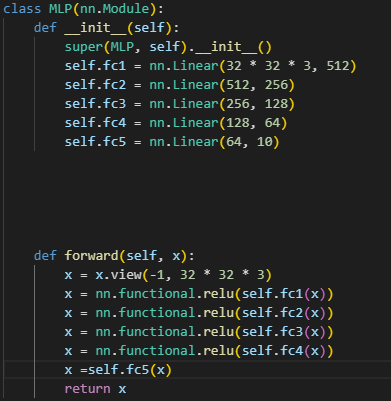 class MLP(nn.Module):
    def __init__(self):
        super(MLP, self).__init__()
        self.fc1 = nn.Linear(32 * 32 * 3, 512)
        self.fc2 = nn.Linear(512, 256)
        self.fc3 = nn.Linear(256, 128)
        self.fc4 = nn.Linear(128, 64)
        self.fc5 = nn.Linear(64, 10)
    def forward(self, x):
        x = x.view(-1, 32 * 32 * 3)
        x = nn.functional.relu(self.fc1(x))
        x = nn.functional.relu(self.fc2(x))
        x = nn.functional.relu(self.fc3(x))
        x = nn.functional.relu(self.fc4(x))
        x =self.fc5(x)
        return x